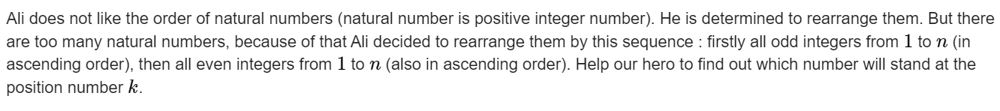 Ali does not like the order of natural numbers (natural number is positive integer number). He is determined to rearrange them. But there
are too many natural numbers, because of that Ali decided to rearrange them by this sequence : firstly all odd integers from 1 to n (in
ascending order), then all even integers from 1 to n (also in ascending order). Help our hero to find out which number will stand at the
position number k.